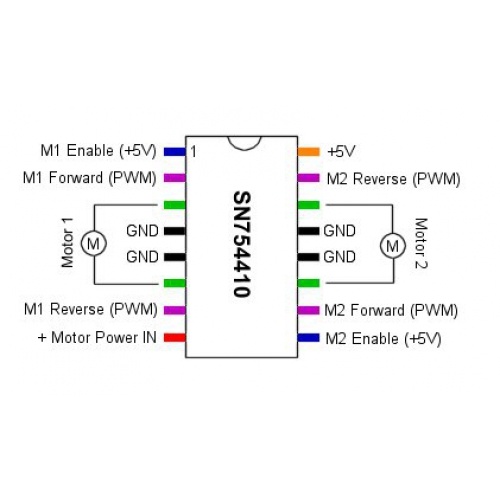 M1 Enable (+5V)
1
+5V
M1 Forward (PWM)
M2 Reverse (PWM)
Motor 1
M
GND
GND
SN754410
GND
GND
M
Motor 2
M1 Reverse (PWM)
M2 Forward (PWM)
+ Motor Power IN
M2 Enable (+5V)